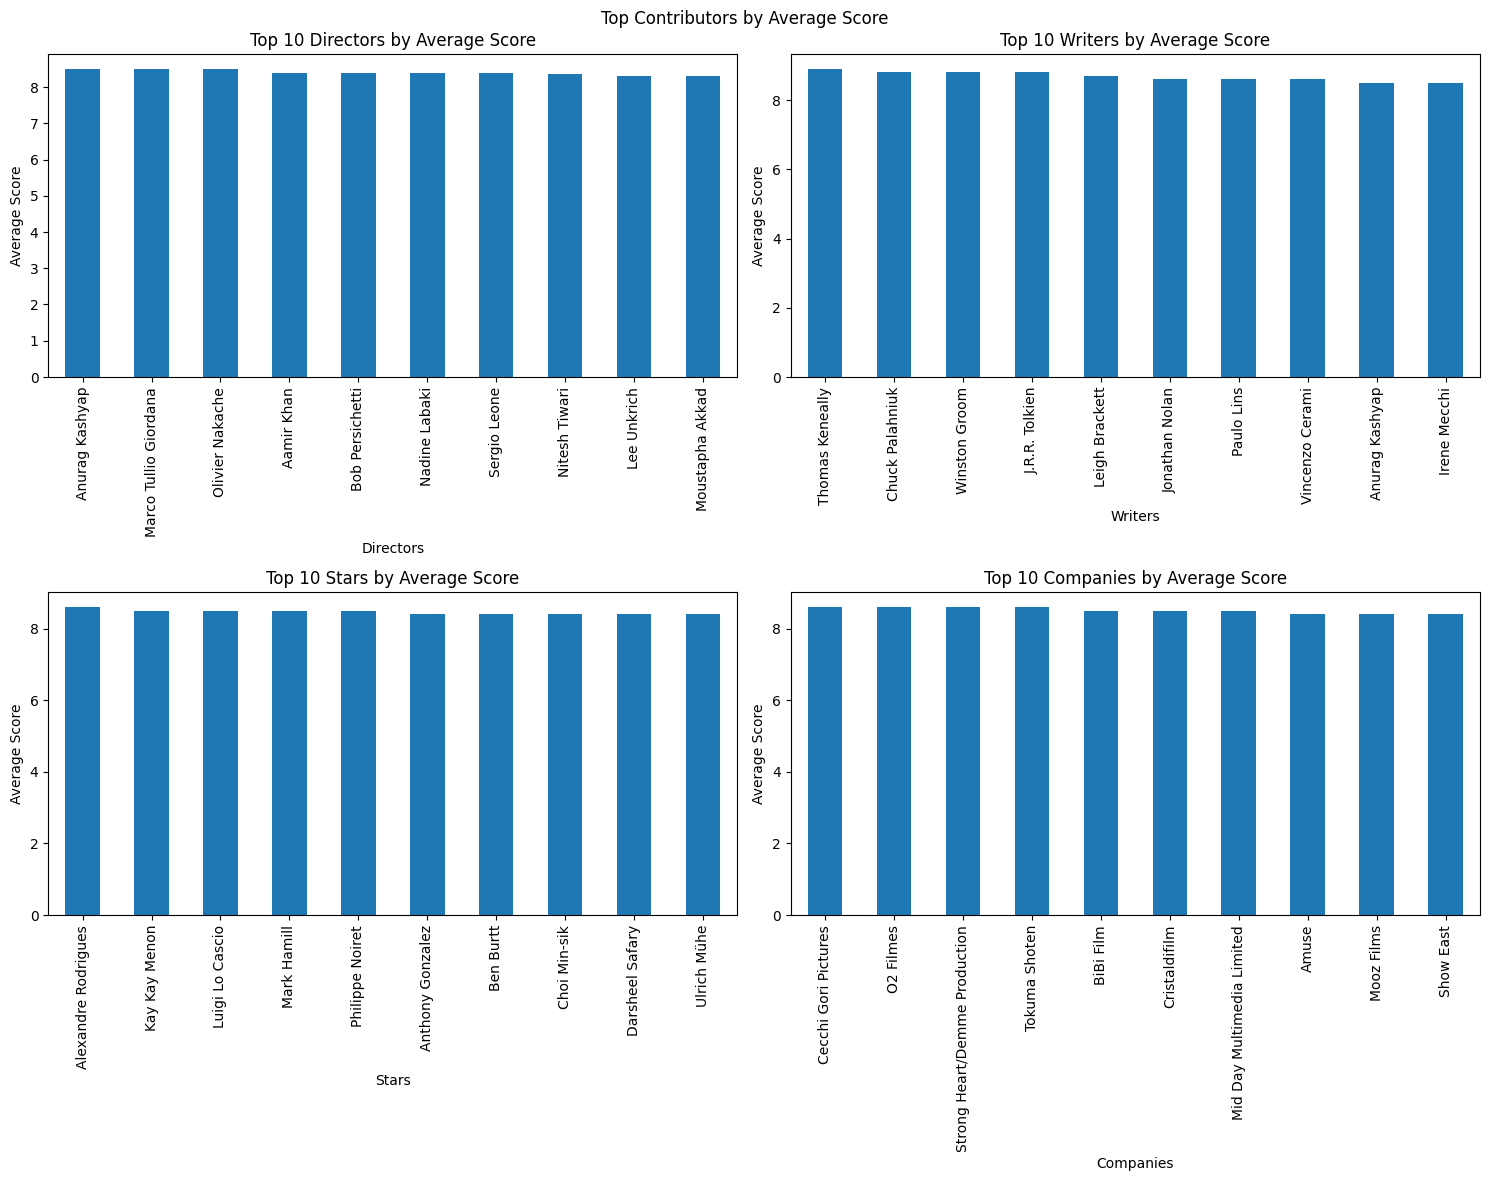 Top Contributors by Average Score
Top 10 Directors by Average Score
Average Score
8
7
6
5
4
3
2
1
0
Anurag Kashyap
Marco Tullio Giordana
Olivier Nakache
Aamir Khan
Bob Persichetti
Nadine Labaki
Sergio Leone
Nitesh Tiwari
Lee Unkrich
Moustapha Akkad
Directors
Top 10 Writers by Average Score
Average Score
8
6
4
2
0
Thomas Keneally
Chuck Palahniuk
Winston Groom
J.R.R. Tolkien
Leigh Brackett
Jonathan Nolan
Paulo Lins
Vincenzo Cerami
Anurag Kashyap
Irene Mecchi
Writers
Top 10 Stars by Average Score
Average Score
8
6
4
2
0
Alexandre Rodrigues
Kay Kay Menon
Luigi Lo Cascio
Mark Hamill
Philippe Noiret
Anthony Gonzalez
Ben Burtt
Choi Min-sik
Darsheel Safary
Ulrich Mühe
Stars
Top 10 Companies by Average Score
Average Score
8
6
4
2
0
Cecchi Gori Pictures
O2 Filmes
Strong Heart/Demme Production
Tokuma Shoten
BiBi Film
Cristaldifilm
Mid Day Multimedia Limited
Amuse
Mooz Films
Show East
Companies